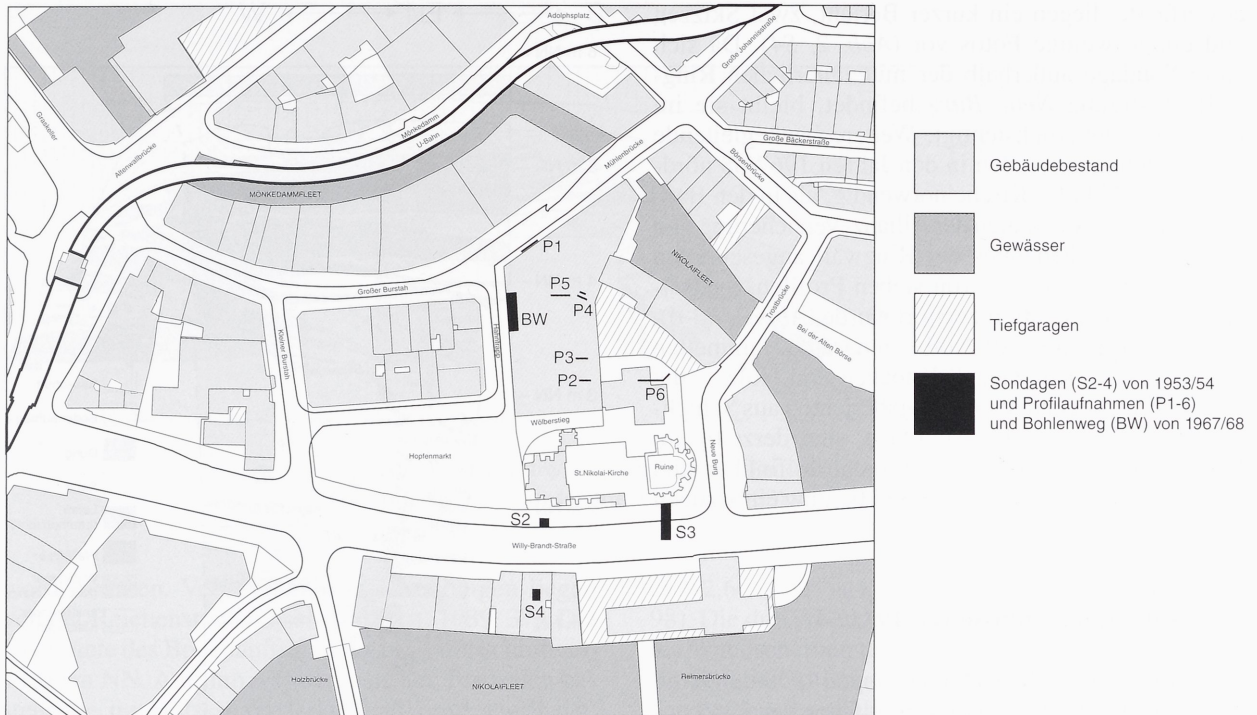 Adolphsplatz
Große Johannisstraße
Graskeller
Altenwallbrücke
Mönkedamm
U-Bahn
Mühlenbrücke
Große Bäckerstraße
Börsenbrücke
MÖNKEDAMMFLEET
P1
NIKOLAIFLEET
Großer Burstah
P5
P4
BW
Trostbrücke
Bei der Alten Börse
Kleiner Burstah
Hahntrapp
P3
P2
P6
Wölberstieg
Hopfenmarkt
St.Nikolai-Kirche
Ruine
Neue Burg
S2
S3
Willy-Brandt-Straße
S4
Holzbrücke
NIKOLAIFLEET
Reimersbrücke
Gebäudebestand
Gewässer
Tiefgaragen
Sondagen (S2-4) von 1953/54
und Profilaufnahmen (P1-6)
und Bohlenweg (BW) von 1967/68